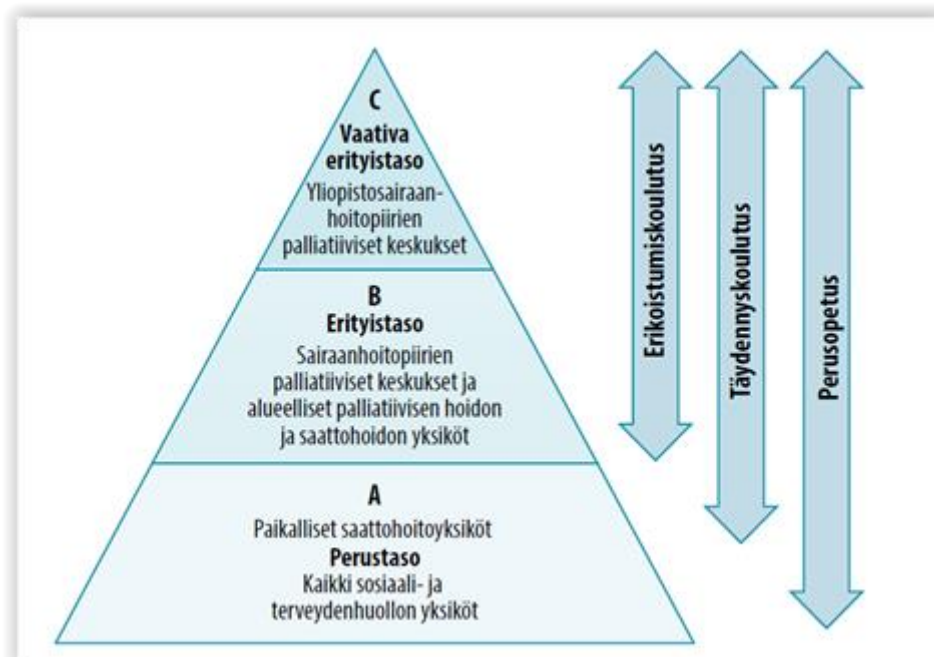 C
Vaativa
erityistaso
Yliopistosairaan-
hoitopiirien
palliatiiviset keskukset
B
Erityistaso
Sairaanhoitopiirien
palliatiiviset keskukset ja
alueelliset palliatiivisen hoidon
ja saattohoidon yksiköt
A
Paikalliset saattohoitoyksiköt
Perustaso
Kaikki sosiaali- ja
terveydenhuollon yksiköt
Erikoistumiskoulutus
Täydennyskoulutus
Perusopetus